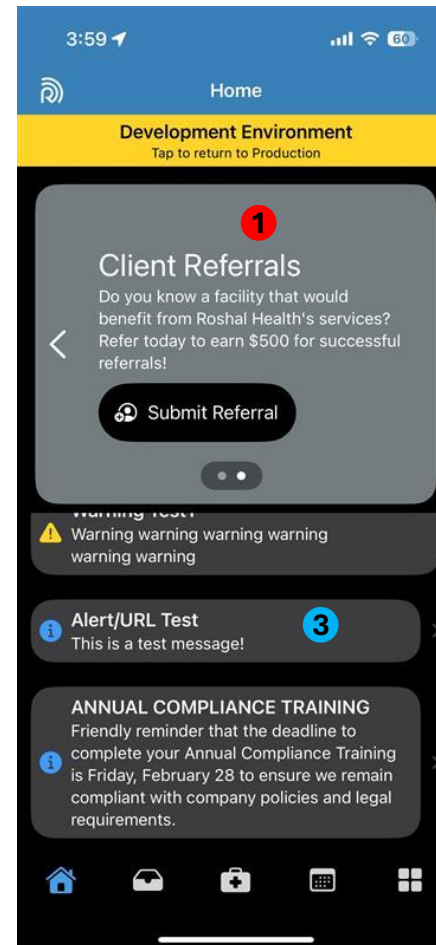 3:59
60
Home
Development Environment
Tap to return to Production
1
Client Referrals
Do you know a facility that would
benefit from Roshal Health's services?
Refer today to earn $500 for successful
referrals!
Submit Referral
Warning warning warning warning
warning warning
Alert/URL Test
3
This is a test message!
ANNUAL COMPLIANCE TRAINING
Friendly reminder that the deadline to
complete your Annual Compliance Training
is Friday, February 28 to ensure we remain
compliant with company policies and legal
requirements.